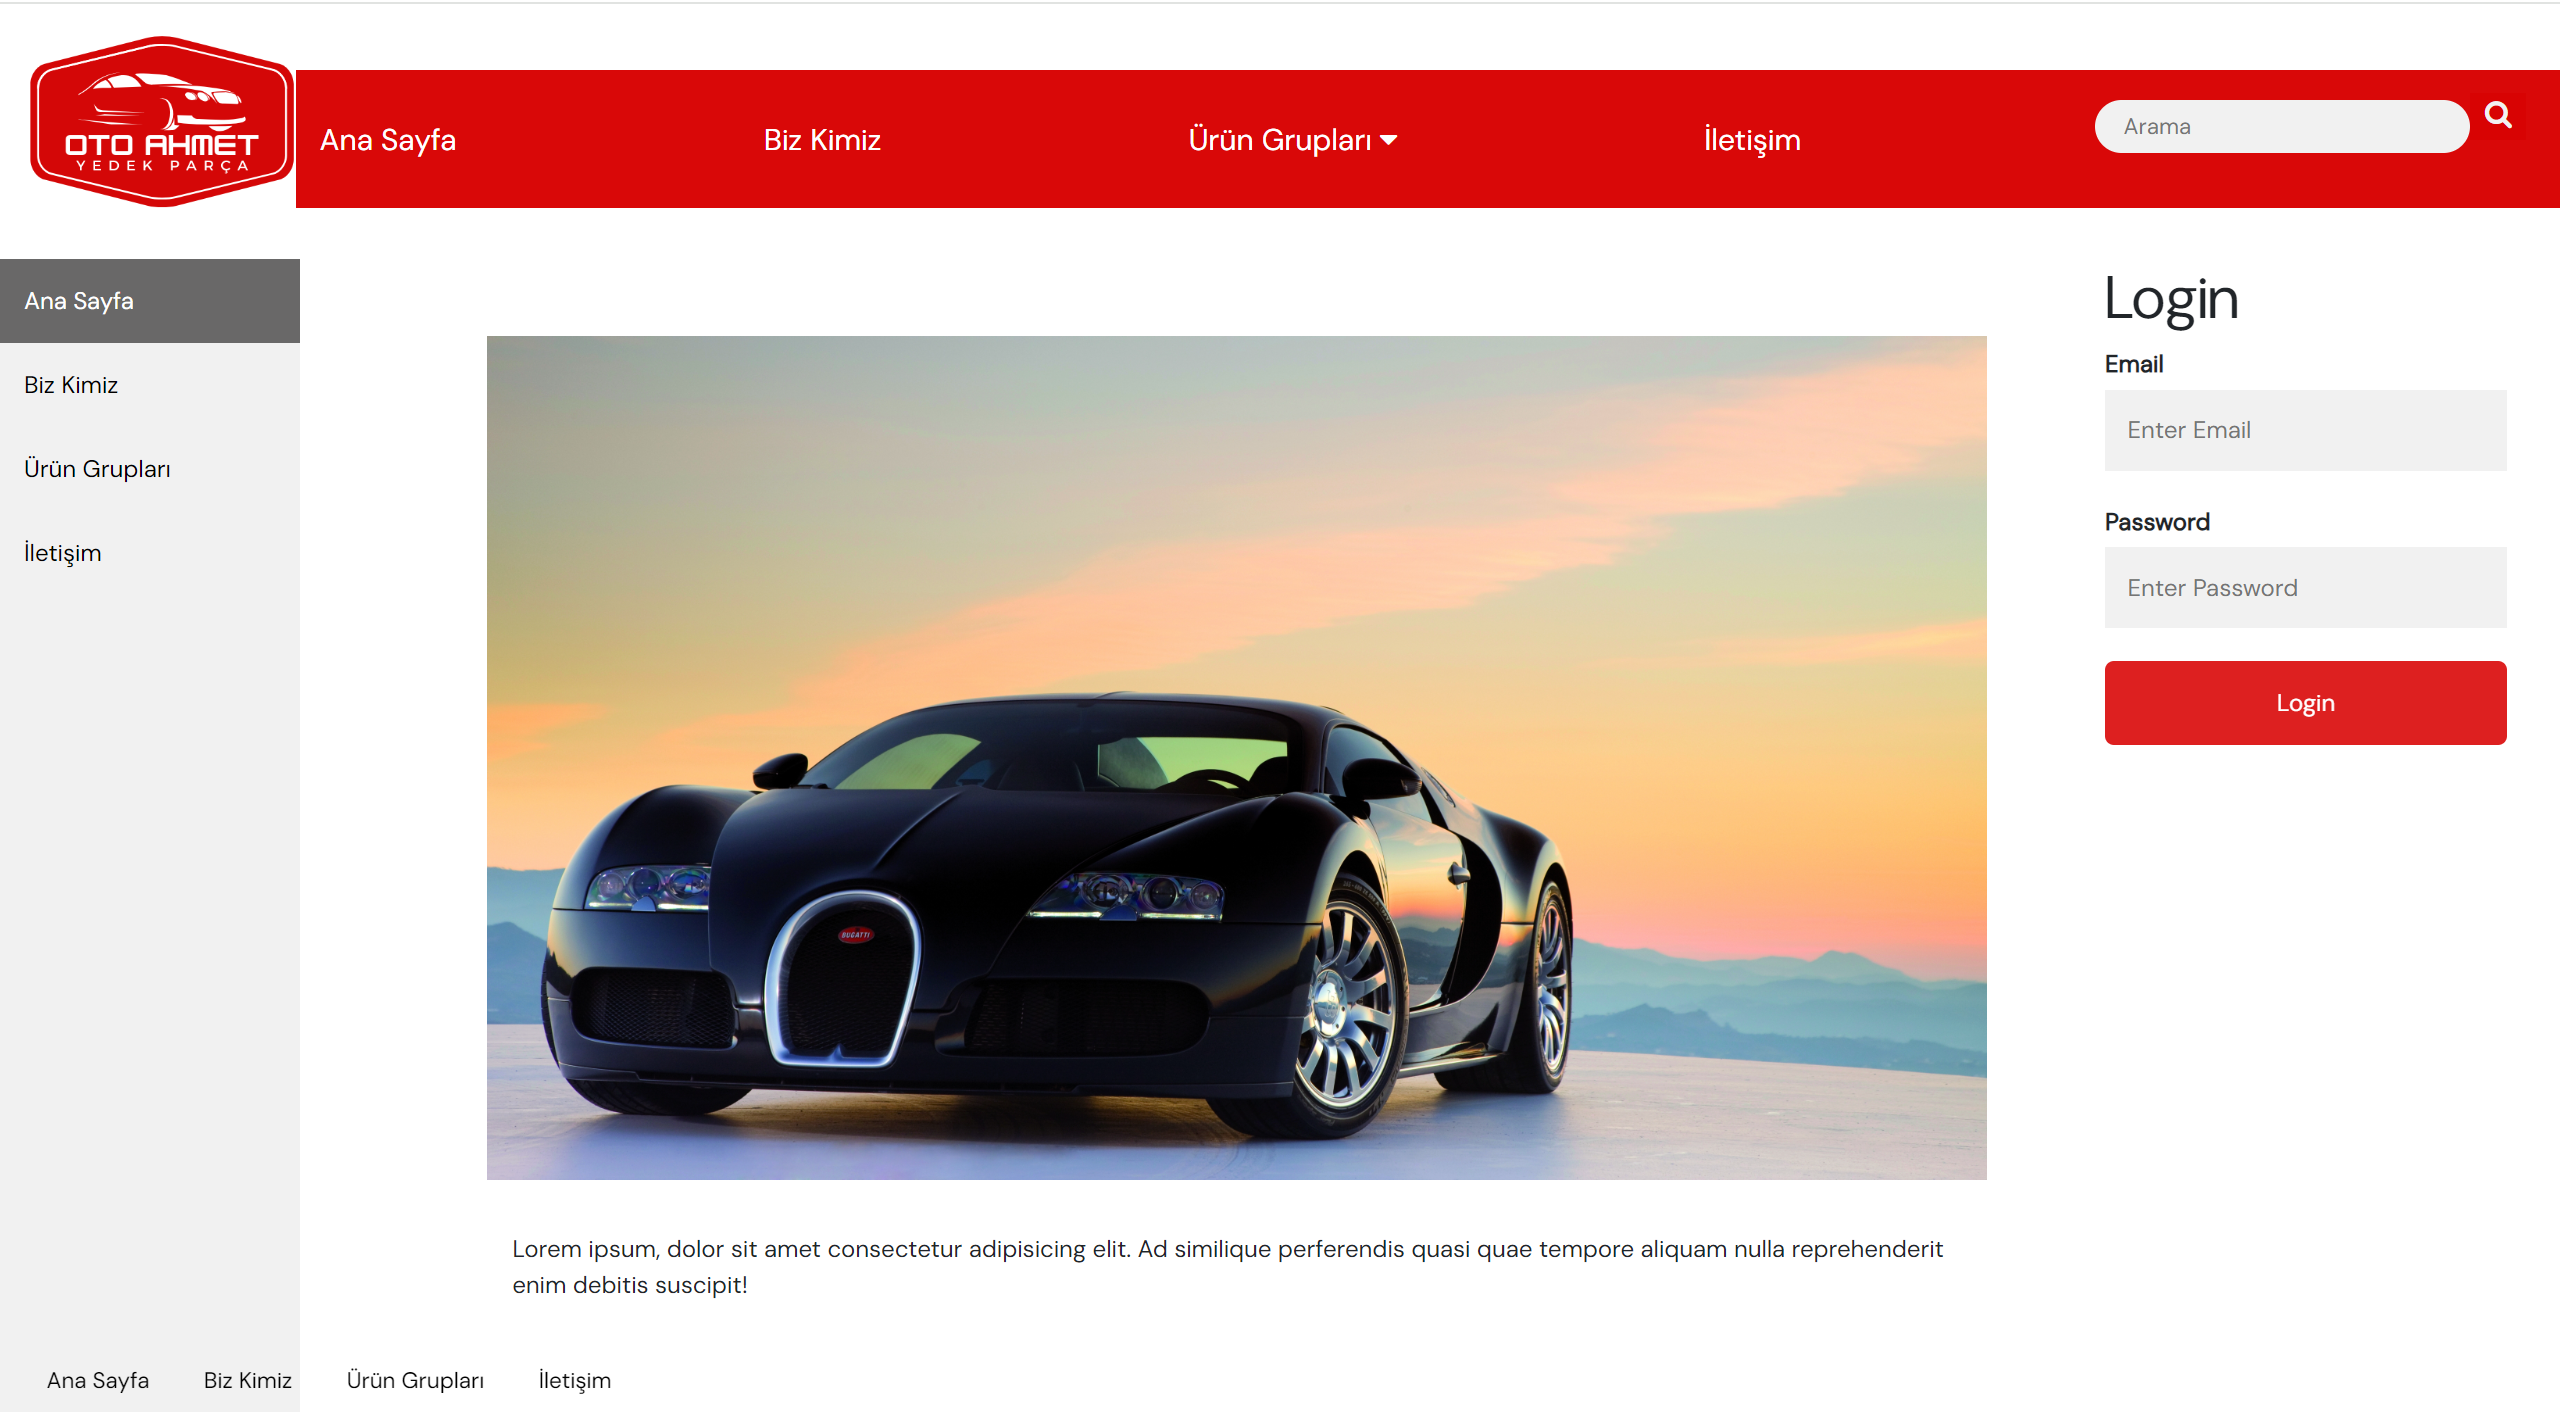 OTO AHMET
YEDEK PARÇA
Ana Sayfa
Biz Kimiz
Ürün Grupları
İletişim
Arama
Ana Sayfa
Biz Kimiz
Ürün Grupları
İletişim
Login
Email
Enter Email
Password
Enter Password
Login
BUGATTI
Lorem ipsum, dolor sit amet consectetur adipisicing elit. Ad similique perferendis quasi quae tempore aliquam nulla reprehenderit
enim debitis suscipit!
Ana Sayfa
Biz Kimiz
Ürün Grupları
İletişim